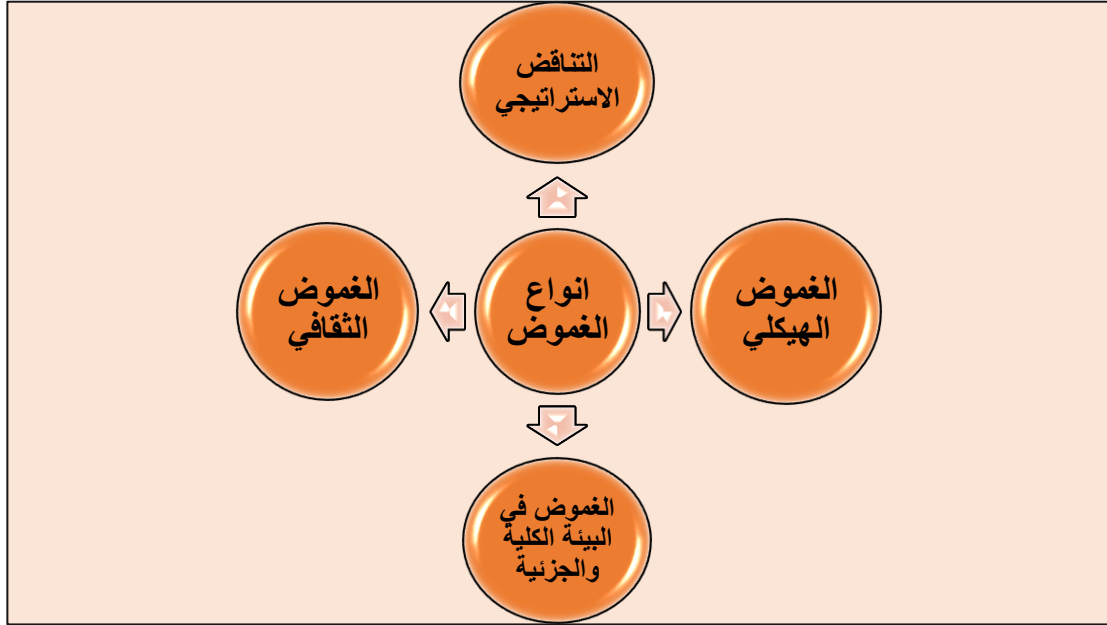 التناقض
الاستراتيجي
الغموض
الهيكلي
انواع
الغموض
الغموض
الثقافي
الغموض في
البيئة الكلية
والجزئية